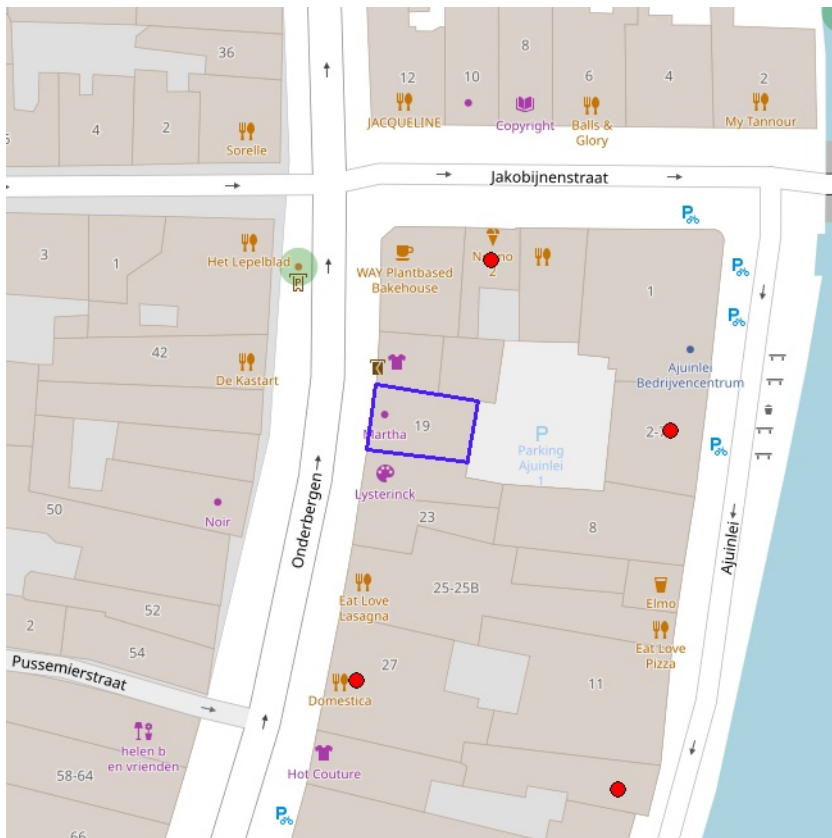 36
12
10
8
6
4
2
4
2
Sorelle
JACQUELINE
Copyright
Balls &
Glory
My Tannour
Jakobijnenstraat
3
1
Het Lepelblad
P
WAY Plantbased
Bakehouse
2
1
42
De Kastart
Ajuinlei
Bedrijvencentrum
19
Martha
P
Parking
Ajuinlei
1
Lysterinck
Noir
50
Onderbergen
23
8
Ajuinlei
25-25B
Eat Love
Lasagna
Elmo
Eat Love
Pizza
52
2
54
Pussemierstraat
27
11
Domestica
helen b
en vrienden
Hot Couture
58-64
66